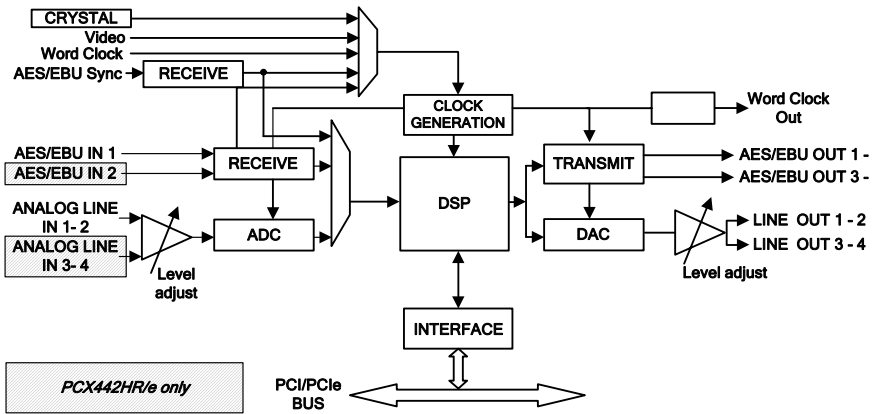 CRYSTAL
Video
Word Clock
AES/EBU Sync
RECEIVE
CLOCK
GENERATION
Word Clock
Out
AES/EBU IN 1
AES/EBU IN 2
RECEIVE
DSP
TRANSMIT
AES/EBU OUT 1 -
AES/EBU OUT 3 -
ANALOG LINE
IN 1- 2
ANALOG LINE
IN 3- 4
Level
adjust
ADC
DAC
LINE OUT 1 - 2
LINE OUT 3 - 4
Level adjust
INTERFACE
PCX442HR/e only
PCI/PCIe
BUS